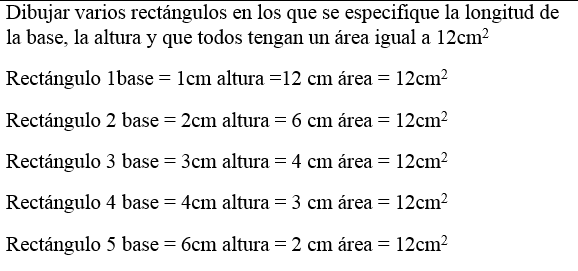 Dibujar varios rectángulos en los que se especifique la longitud de
la base, la altura y que todos tengan un área igual a 12cm²
Rectángulo 1base = 1cm altura =12 cm área = 12cm²
Rectángulo 2 base = 2cm altura = 6 cm área = 12cm²
Rectángulo 3 base = 3cm altura = 4 cm área = 12cm²
Rectángulo 4 base = 4cm altura = 3 cm área = 12cm²
Rectángulo 5 base = 6cm altura = 2 cm área = 12cm²